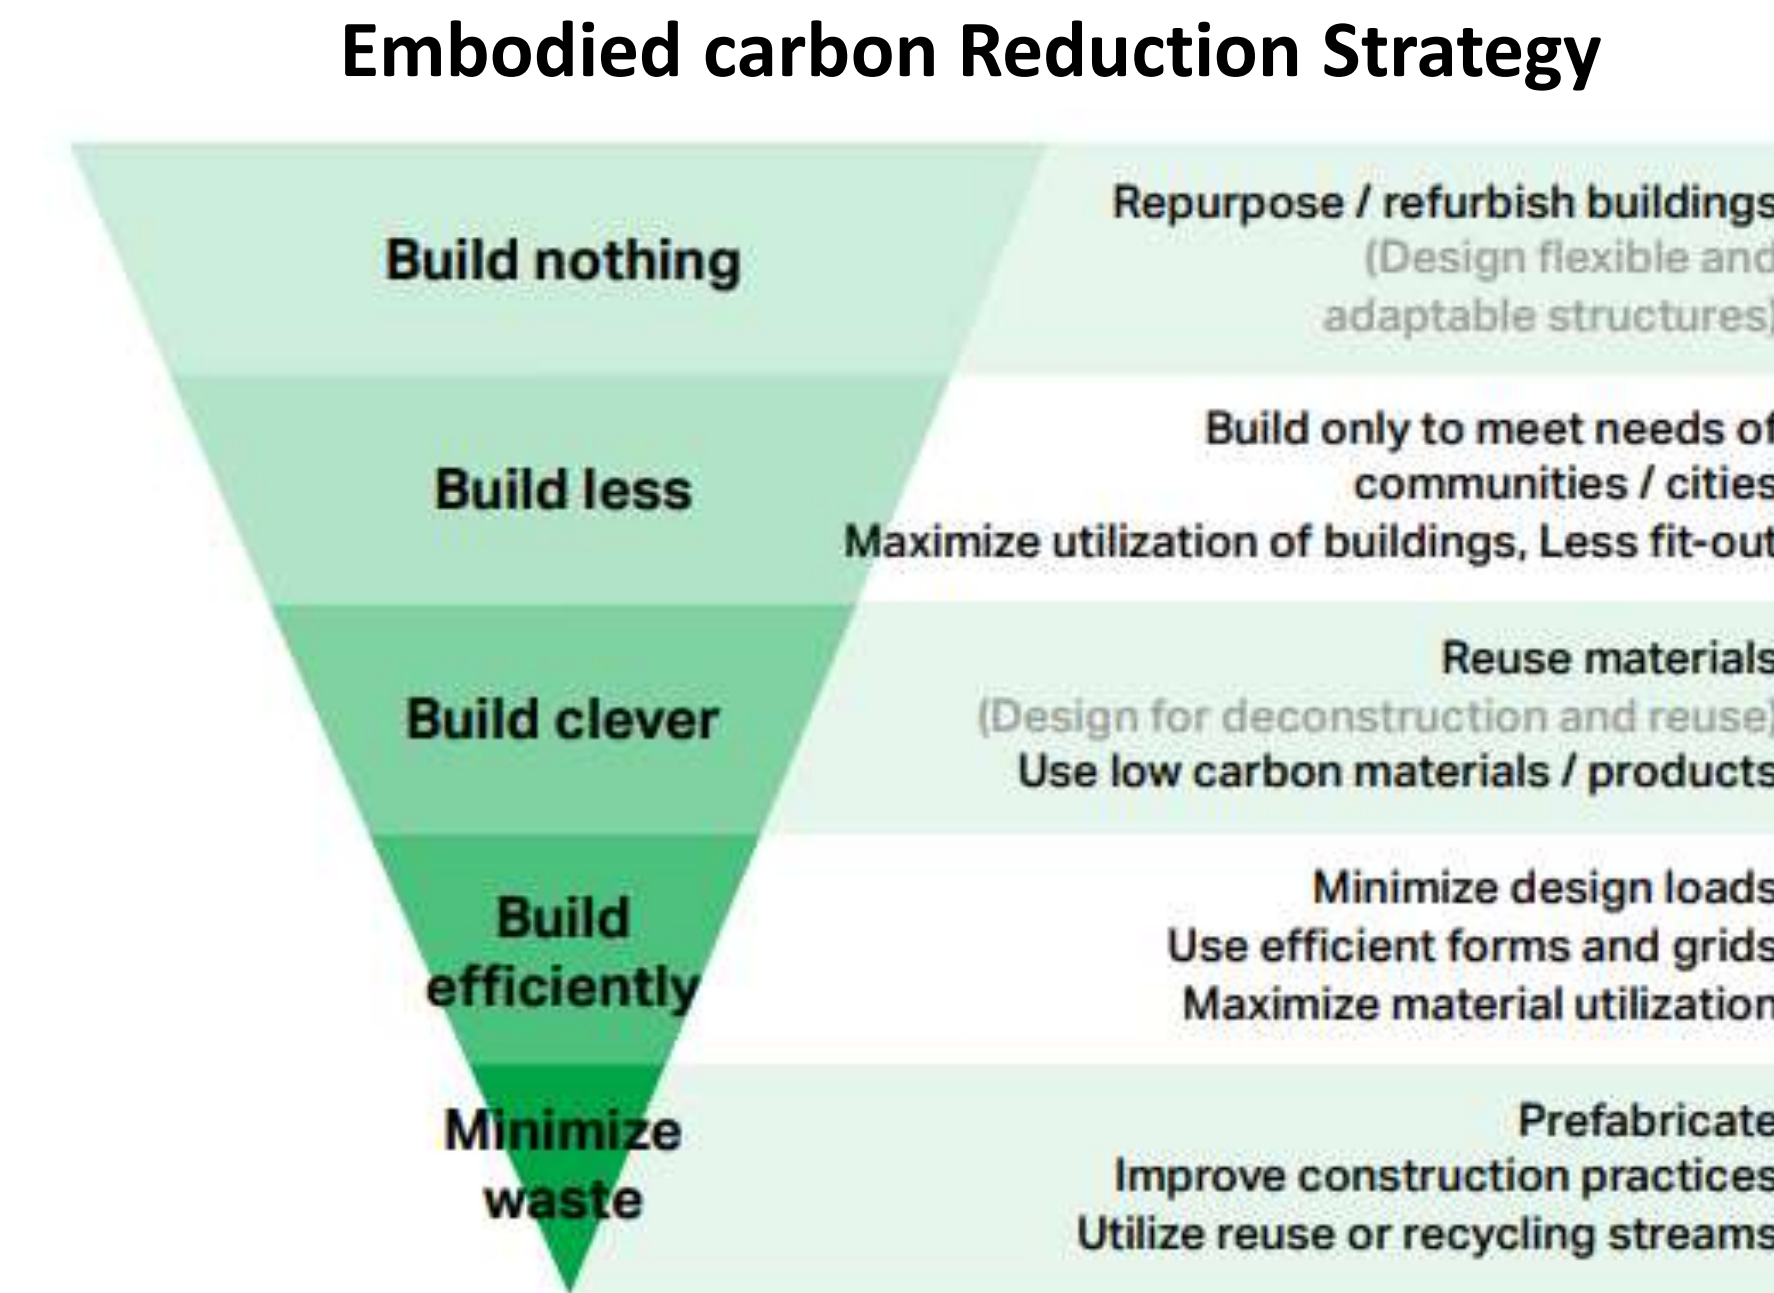 Embodied carbon Reduction Strategy
Build nothing
Repurpose / refurbish buildings
(Design flexible and
adaptable structures)
Build less
Build only to meet needs of
communities / cities
Maximize utilization of buildings, Less fit-out
Build clever
Reuse materials
(Design for deconstruction and reuse)
Use low carbon materials / products
Build
efficiently
Minimize design loads
Use efficient forms and grids
Maximize material utilization
Minimize
waste
Prefabricate
Improve construction practices
Utilize reuse or recycling streams